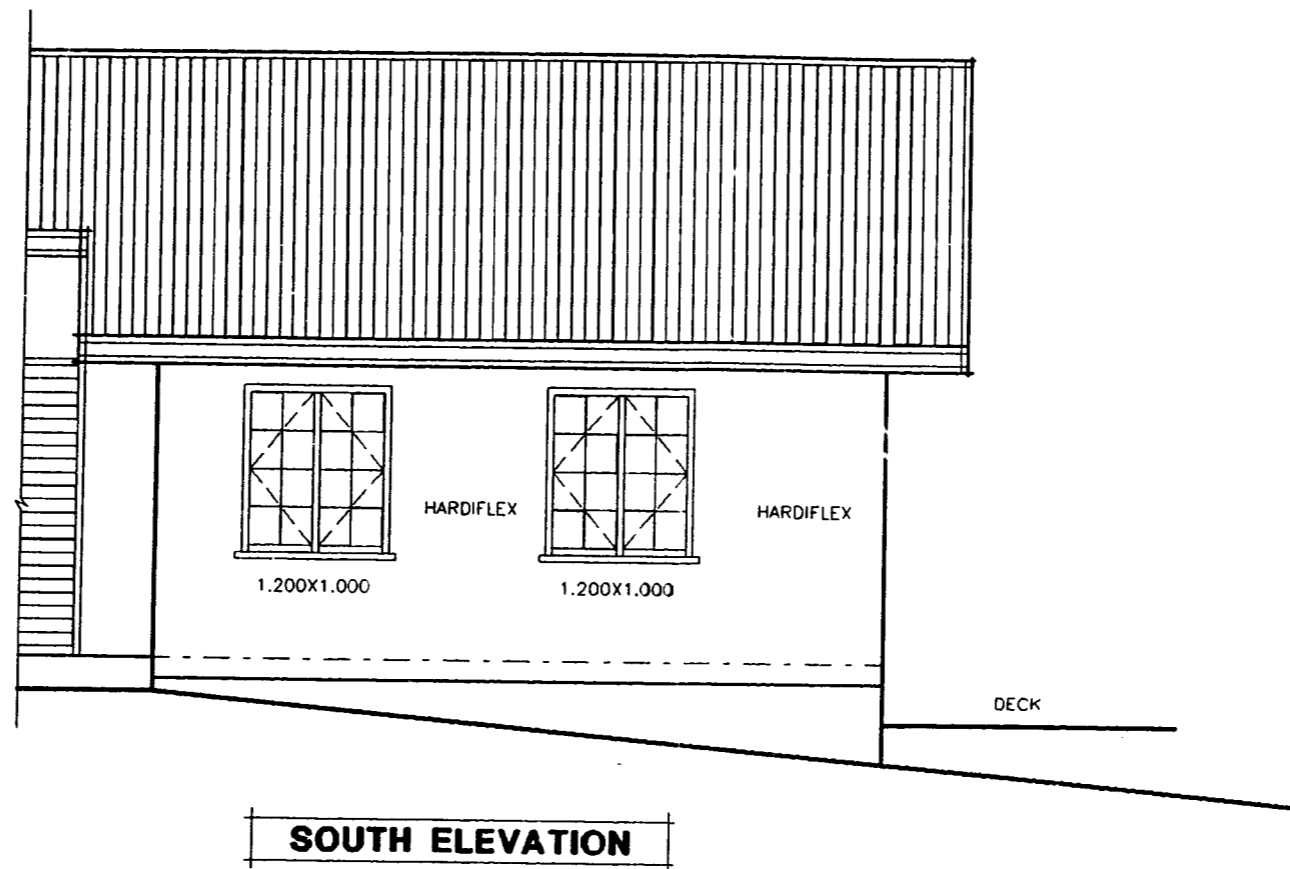 HARDIFLEX
HARDIFLEX
1.200X1.000
1.200X1.000
DECK
SOUTH ELEVATION